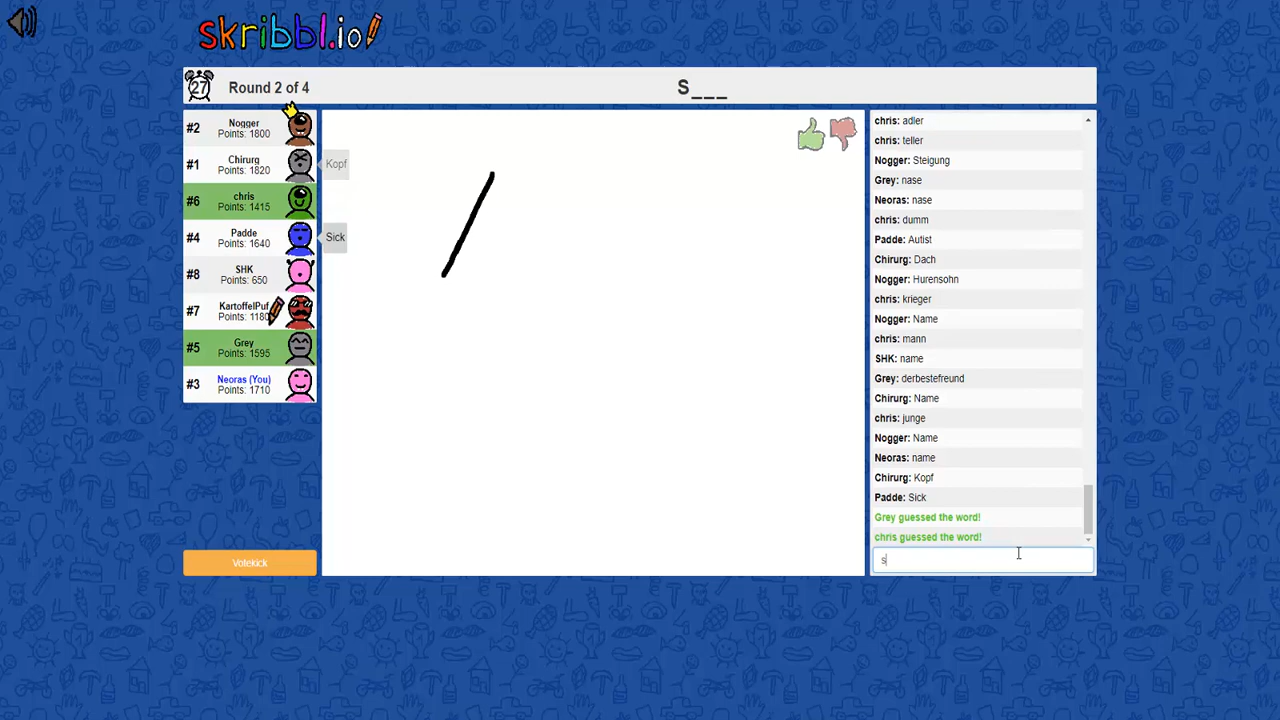 skribbl.io
27
Round 2 of 4
S___
#2
Nogger
Points: 1800
#1
Chirurg
Points: 1820
Kopf
#6
chris
Points: 1415
#4
Padde
Points: 1640
Sick
#8
SHK
Points: 650
#7
KartoffelPuf
Points: 1180
#5
Grey
Points: 1595
#3
Neoras (You)
Points: 1710
Votekick
chris: adler
chris: teller
Nogger: Steigung
Grey: nase
Neoras: nase
chris: dumm
Padde: Autist
Chirurg: Dach
Nogger: Hurensohn
chris: krieger
Nogger: Name
chris: mann
SHK: name
Grey: derbestefreund
Chirurg: Name
chris: junge
Nogger: Name
Neoras: name
Chirurg: Kopf
Padde: Sick
Grey guessed the word!
chris guessed the word!
s